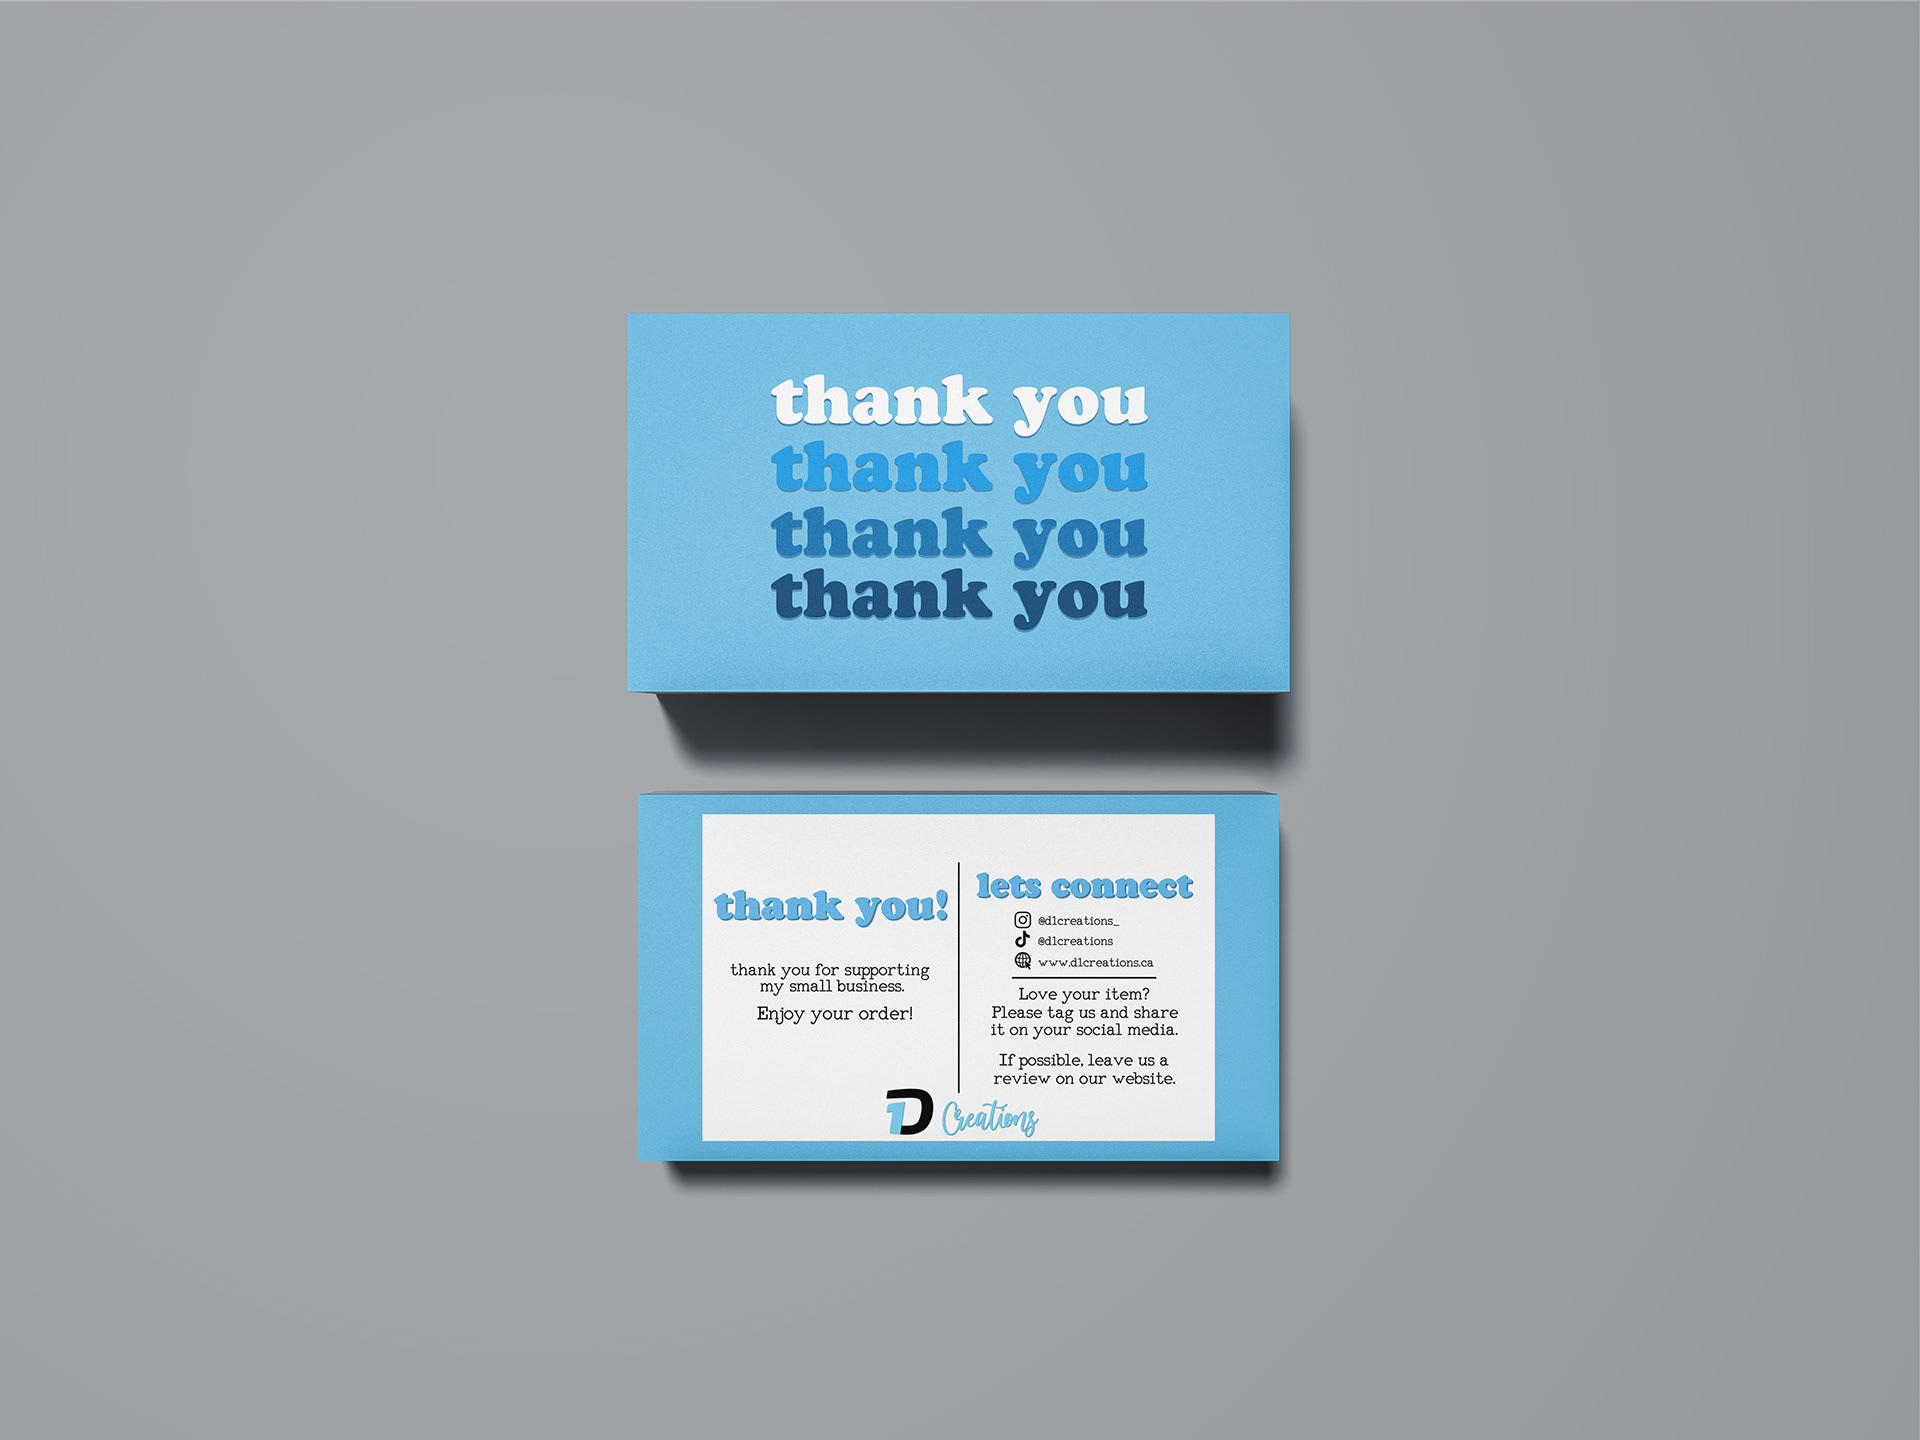 thank you
thank you
thank you
thank you
thank you!
thank you for supporting
my small business.
Enjoy your order!
lets connect
@d1creations_
@d1creations
www.d1creations.ca
Love your item?
Please tag us and share
it on your social media.
If possible, leave us a
review on our website.
1D Creations